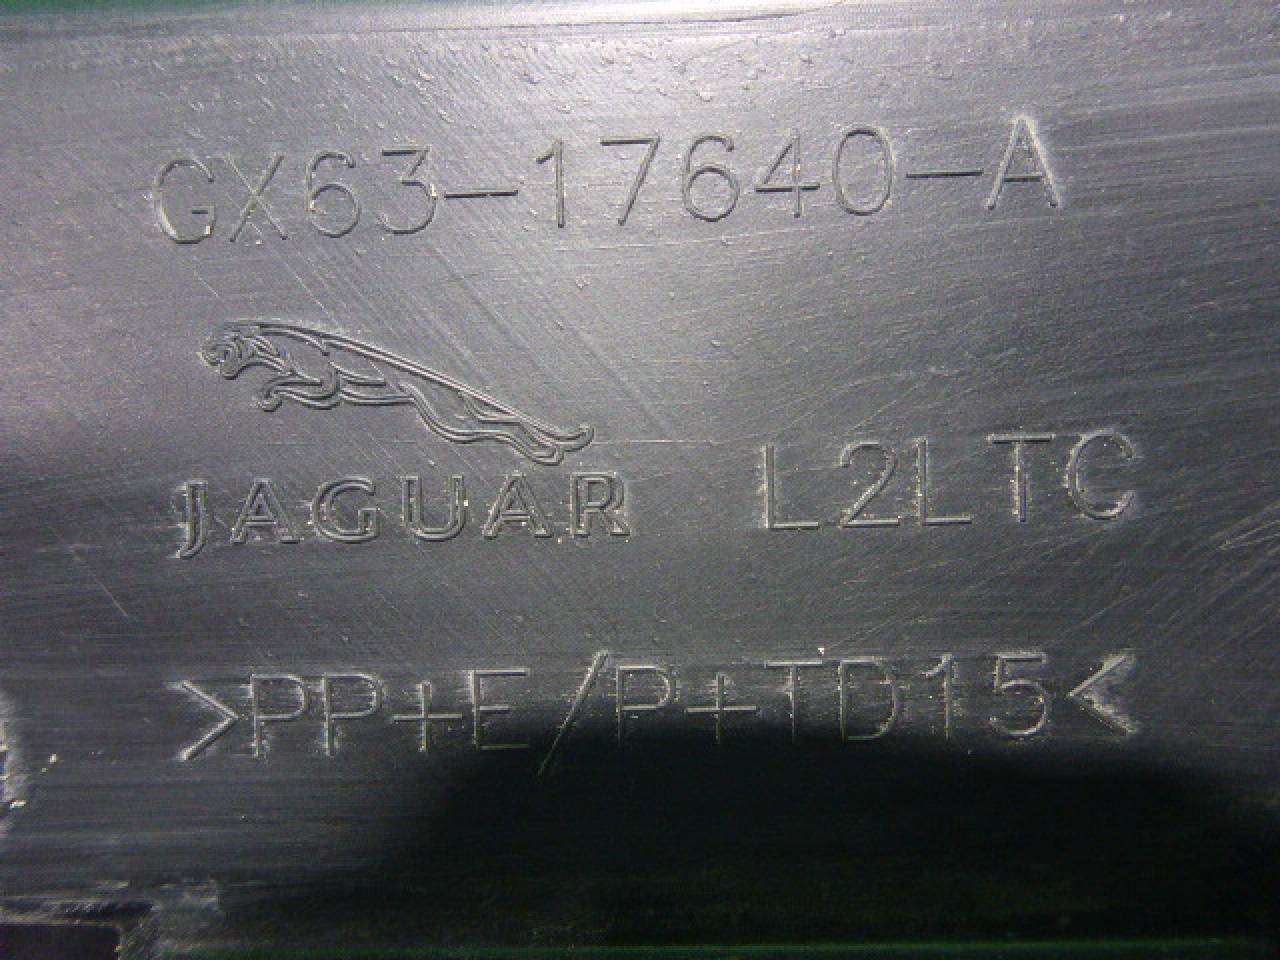 GX63-17640-A
JAGUAR L2LTC
>PP+E/P+TD15<